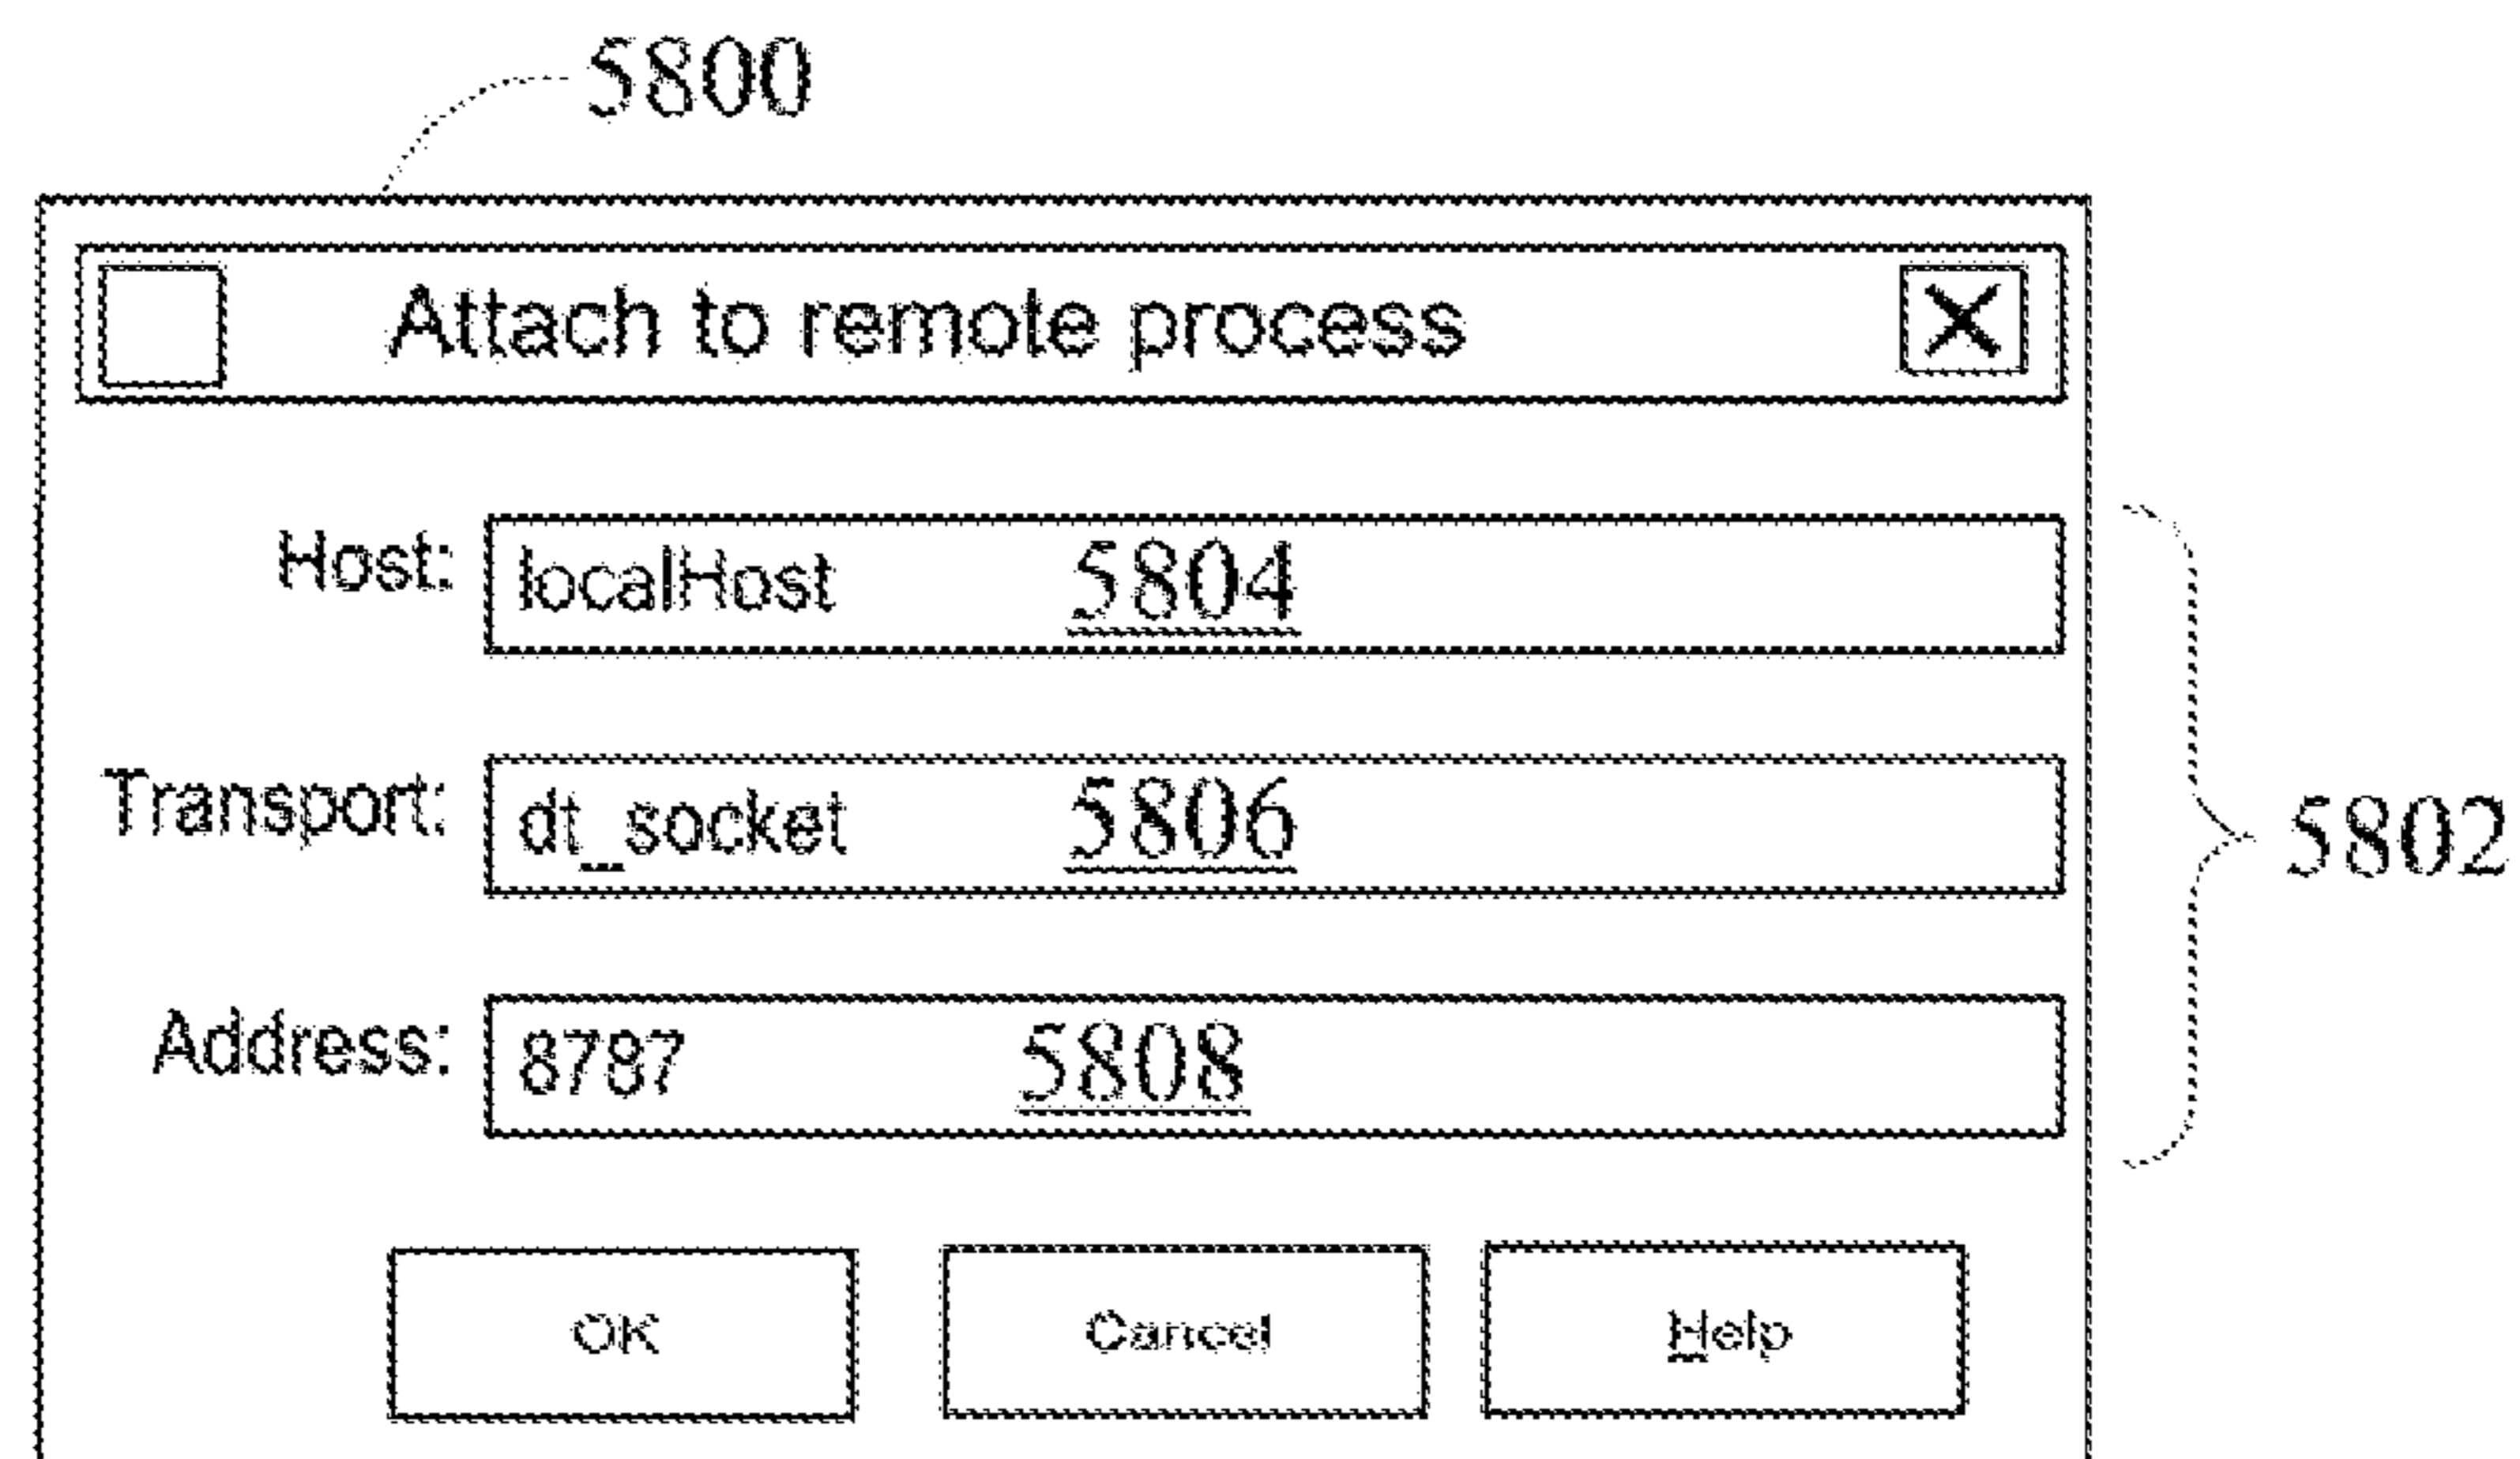 5800
Attach to remote process
Host: localHost 5804
Transport: dt_socket 5806
5802
Address: 8787 5808
OK Cancel Help